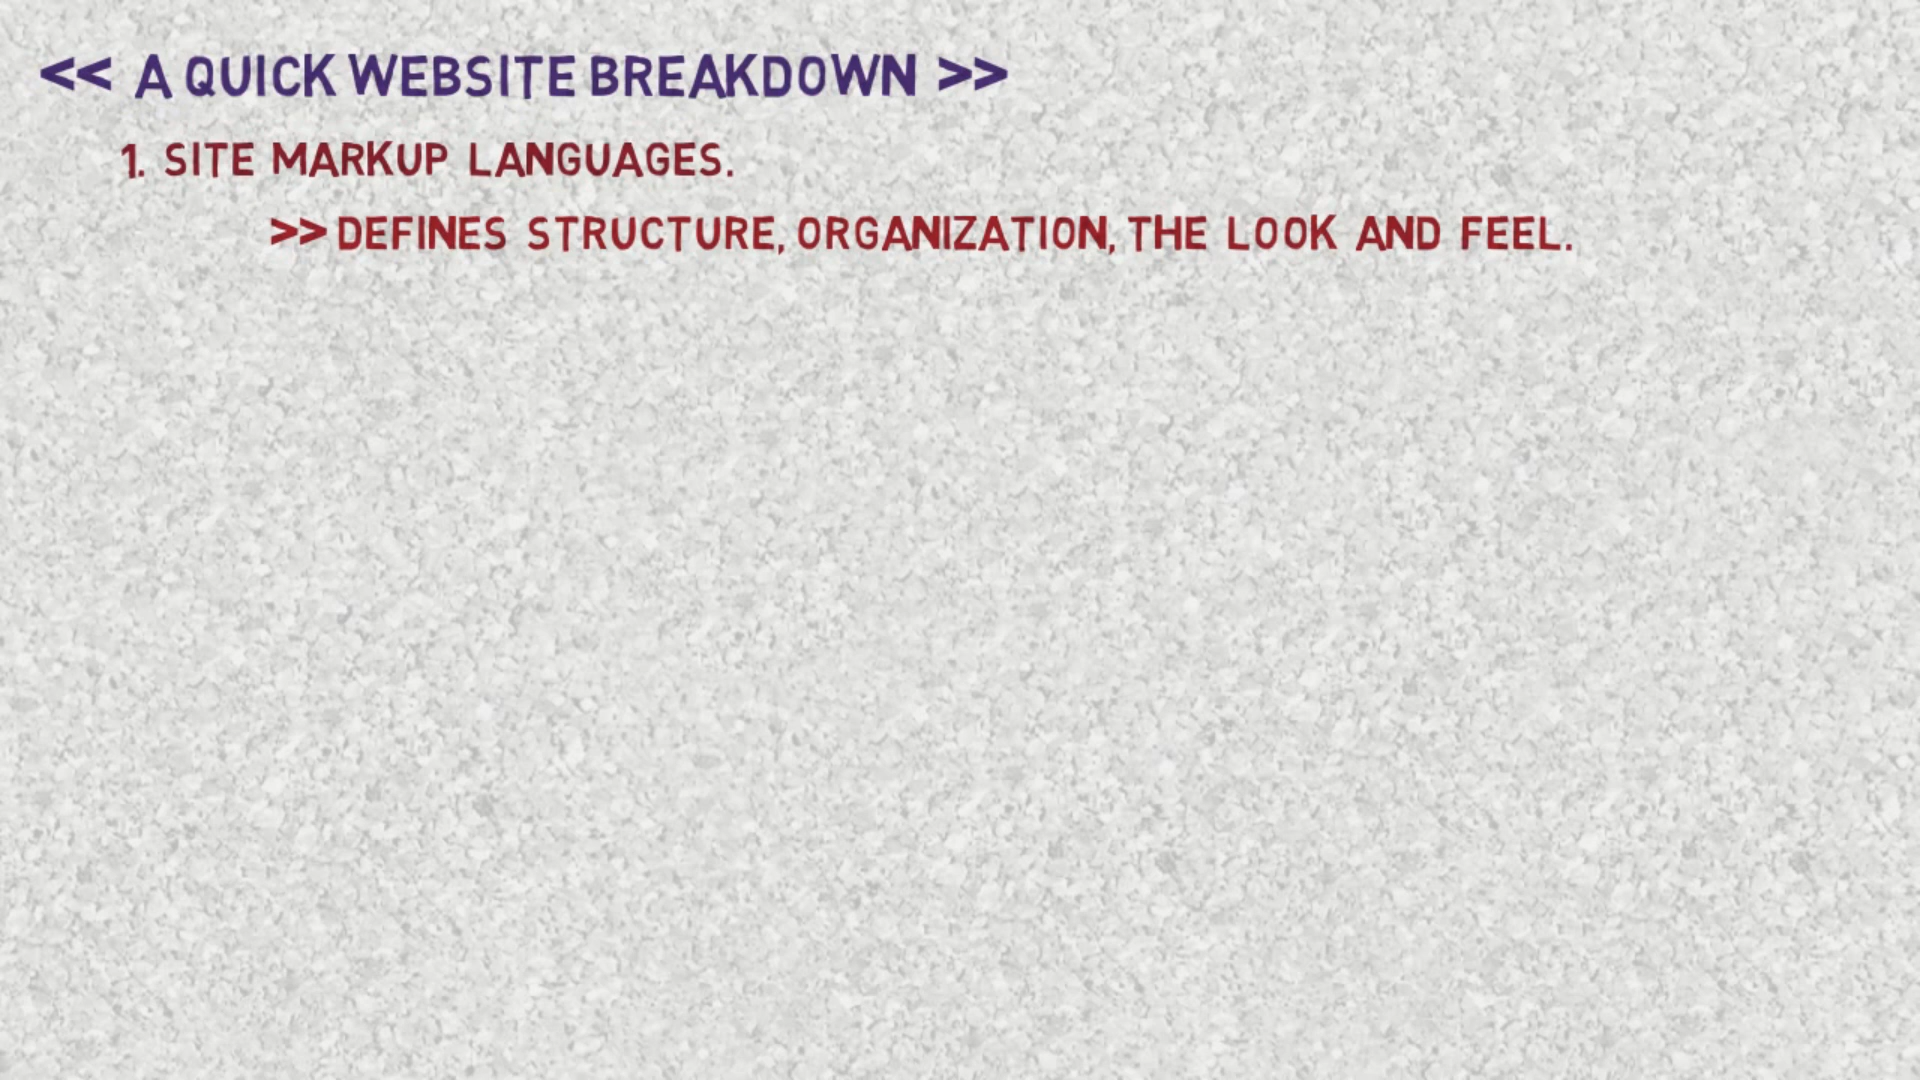 << A QUICK WEBSITE BREAKDOWN >>
1. SITE MARKUP LANGUAGES.
>> DEFINES STRUCTURE, ORGANIZATION, THE LOOK AND FEEL.